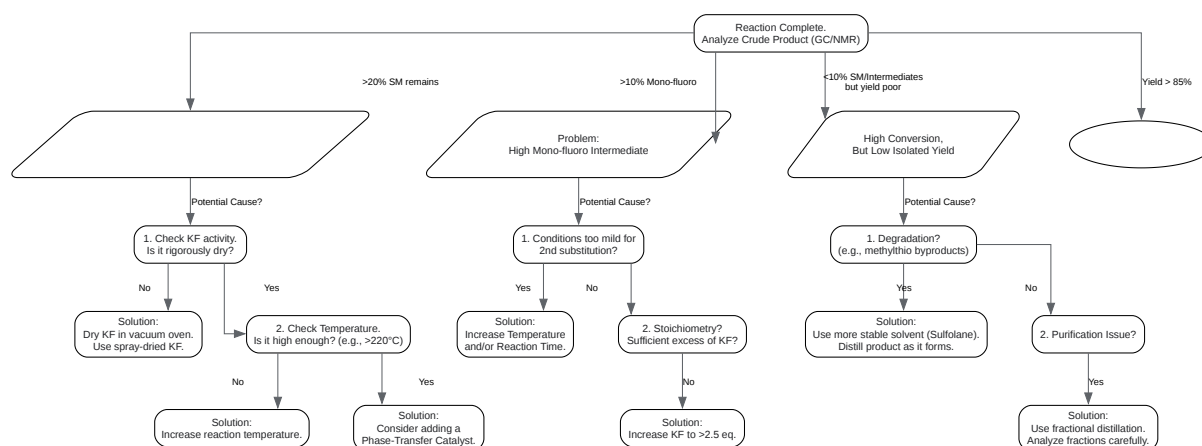 Reaction Complete.
Analyze Crude Product (GC/NMR)
>20% SM remains
>10% Mono-fluoro
<10% SM/Intermediates
but yield poor
Yield > 85%
Problem:
High Mono-fluoro Intermediate
High Conversion,
But Low Isolated Yield
Potential Cause?
Potential Cause?
Potential Cause?
1. Check KF activity.
Is it rigorously dry?
1. Conditions too mild for
2nd substitution?
1. Degradation?
(e.g., methylthio byproducts)
No
Yes
Yes
No
Yes
No
Solution:
Dry KF in vacuum oven.
Use spray-dried KF.
2. Check Temperature.
Is it high enough? (e.g., >220°C)
Solution:
Increase Temperature
and/or Reaction Time.
2. Stoichiometry?
Sufficient excess of KF?
Solution:
Use more stable solvent (Sulfolane).
Distill product as it forms.
2. Purification Issue?
No
Yes
No
Yes
Solution:
Increase reaction temperature.
Solution:
Consider adding a
Phase-Transfer Catalyst.
Solution:
Increase KF to >2.5 eq.
Solution:
Use fractional distillation.
Analyze fractions carefully.